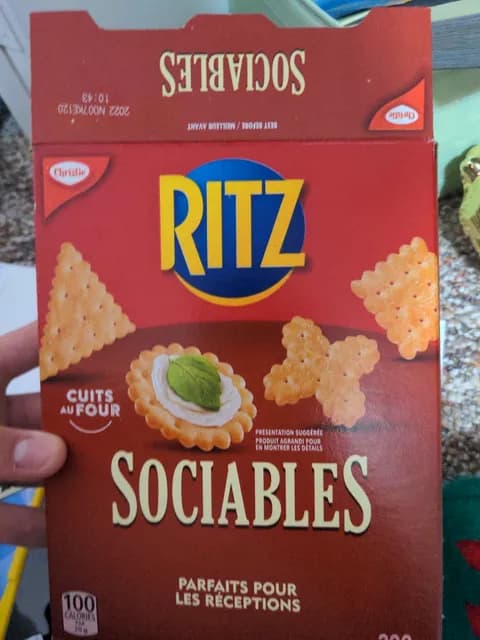 SOCIABLES
2022 NO07KE120
10:43
BEST BEFORE / MEILLEUR AVANT
Christie
Christie
RITZ
CUITS
AU FOUR
PRÉSENTATION SUGGÉRÉE
PRODUIT AGRANDI POUR
EN MONTRER LES DÉTAILS
SOCIABLES
PARFAITS POUR
LES RÉCEPTIONS
100
CALORIES